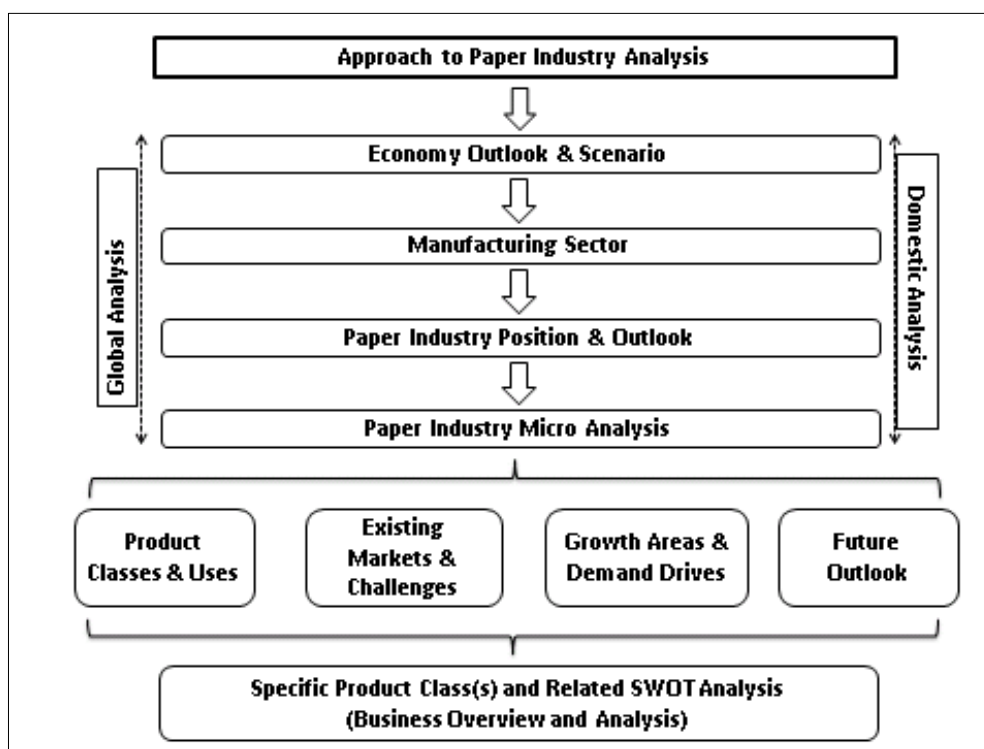 Approach to Paper Industry Analysis
Economy Outlook & Scenario
Global Analysis
Domestic Analysis
Manufacturing Sector
Paper Industry Position & Outlook
Paper Industry Micro Analysis
Product
Classes & Uses
Existing
Markets &
Challenges
Growth Areas &
Demand Drives
Future
Outlook
Specific Product Class(s) and Related SWOT Analysis
(Business Overview and Analysis)